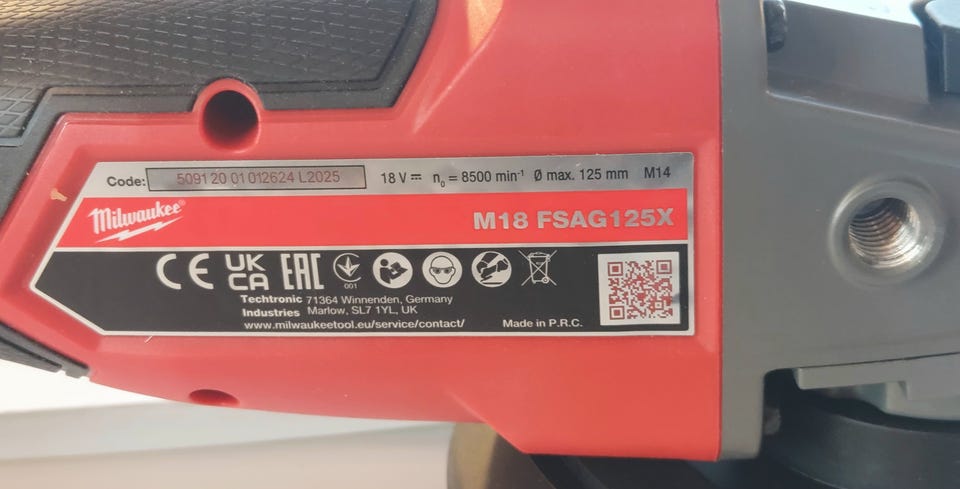 Code: 5091 20 01 012624 L2025 18 V n₀ = 8500 min⁻¹ Ø max. 125 mm M14
Milwaukee®
M18 FSAG125X
CE UK CA EAC 001
Techtronic Industries
71364 Winnenden, Germany
Marlow, SL7 1YL, UK
www.milwaukeetool.eu/service/contact/ Made in P.R.C.